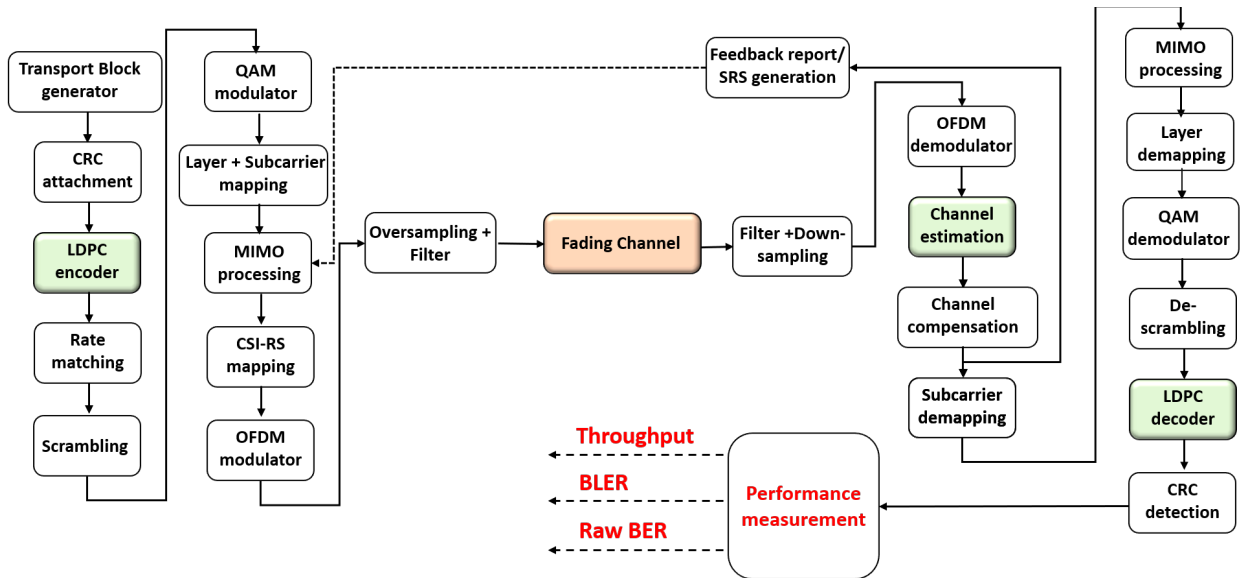 Transport Block
generator
CRC
attachment
LDPC
encoder
Rate
matching
Scrambling
QAM
modulator
Layer + Subcarrier
mapping
MIMO
processing
CSI-RS
mapping
OFDM
modulator
Oversampling +
Filter
Fading Channel
Filter +Down-
sampling
Feedback report/
SRS generation
OFDM
demodulator
Channel
estimation
Channel
compensation
Subcarrier
demapping
MIMO
processing
Layer
demapping
QAM
demodulator
De-
scrambling
LDPC
decoder
CRC
detection
Performance
measurement
Throughput
BLER
Raw BER